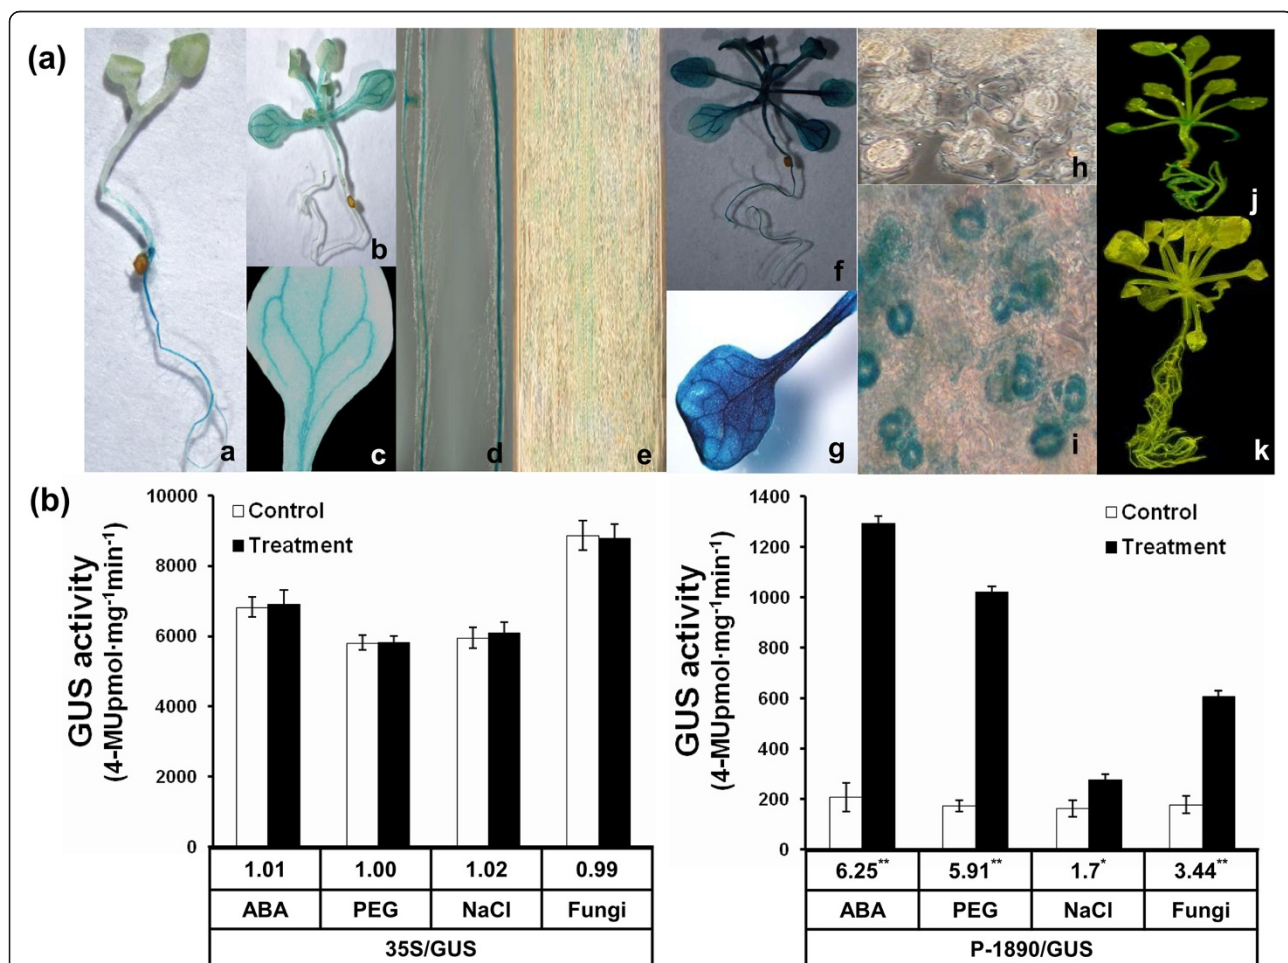 (a)
a
b
c
d
e
f
g
h
i
j
k
(b)
GUS activity
(4-MUpmol·mg⁻¹min⁻¹)
10000
8000
6000
4000
2000
0
Control
Treatment
1.01 1.00 1.02 0.99
ABA PEG NaCl Fungi
35S/GUS
GUS activity
(4-MUpmol·mg⁻¹min⁻¹)
1400
1200
1000
800
600
400
200
0
Control
Treatment
6.25** 5.91** 1.7* 3.44**
ABA PEG NaCl Fungi
P-1890/GUS